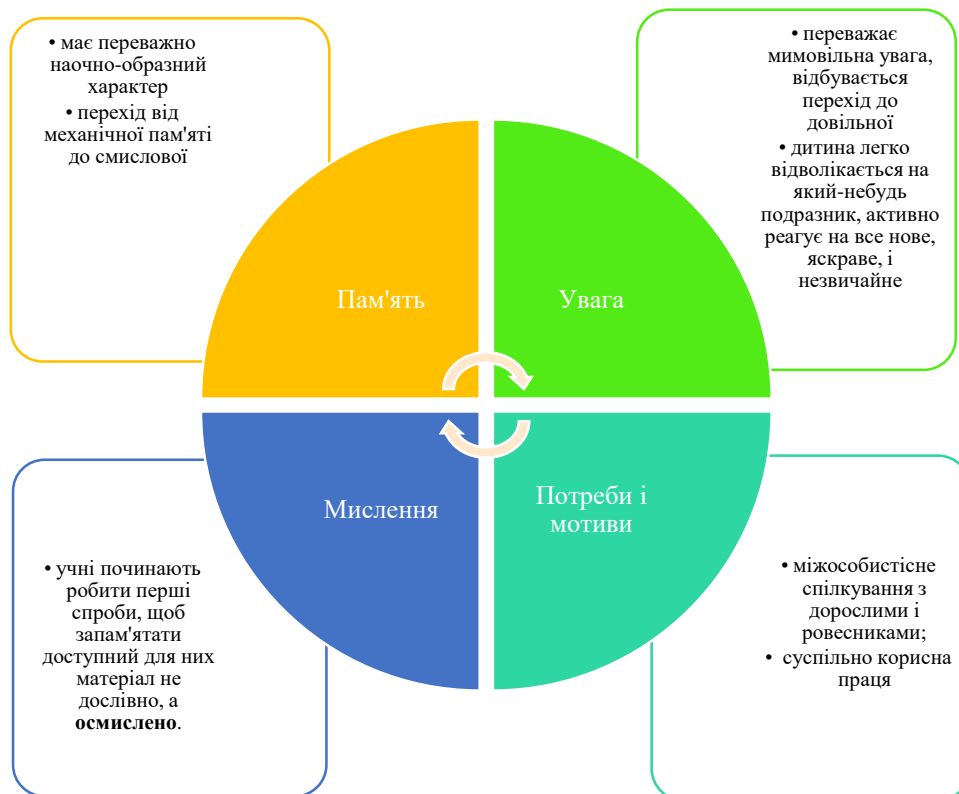 • має переважно
наочно-образний
характер
• перехід від
механічної пам'яті
до смислової
• переважає
мимовільна увага,
відбувається
перехід до
довільної
• дитина легко
відволікається на
який-небудь
подразник, активно
реагує на все нове,
яскраве, і
незвичайне
Пам'ять
Увага
Мислення
Потреби і
мотиви
• учні починають
робити перші
спроби, щоб
запам'ятати
доступний для них
матеріал не
дослівно, а
осмислено.
• міжособистісне
спілкування з
дорослими і
ровесниками;
• суспільно корисна
праця